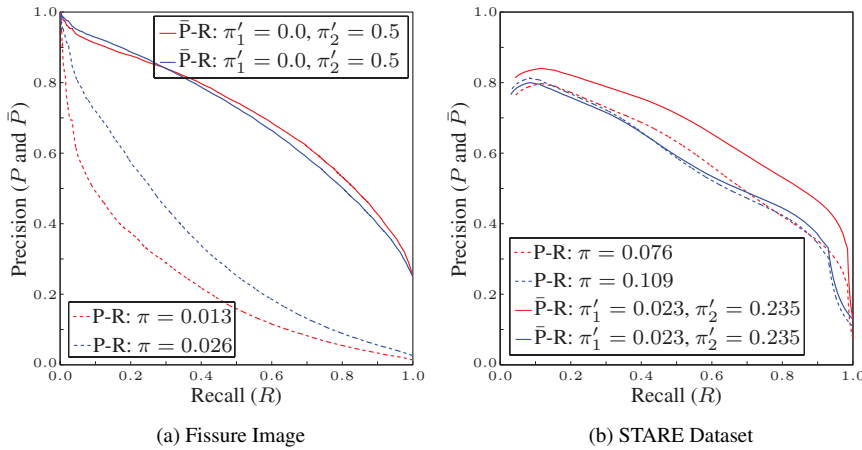 P̄-R: π′₁ = 0.0, π′₂ = 0.5
P̄-R: π′₁ = 0.0, π′₂ = 0.5
P-R: π = 0.013
P-R: π = 0.026
Precision (P and P̄)
1.0
0.8
0.6
0.4
0.2
0.0
0.0 0.2 0.4 0.6 0.8 1.0
Recall (R)
(a) Fissure Image
P-R: π = 0.076
P-R: π = 0.109
P̄-R: π′₁ = 0.023, π′₂ = 0.235
P̄-R: π′₁ = 0.023, π′₂ = 0.235
Precision (P and P̄)
1.0
0.8
0.6
0.4
0.2
0.0
0.2 0.4 0.6 0.8 1.0
Recall (R)
(b) STARE Dataset